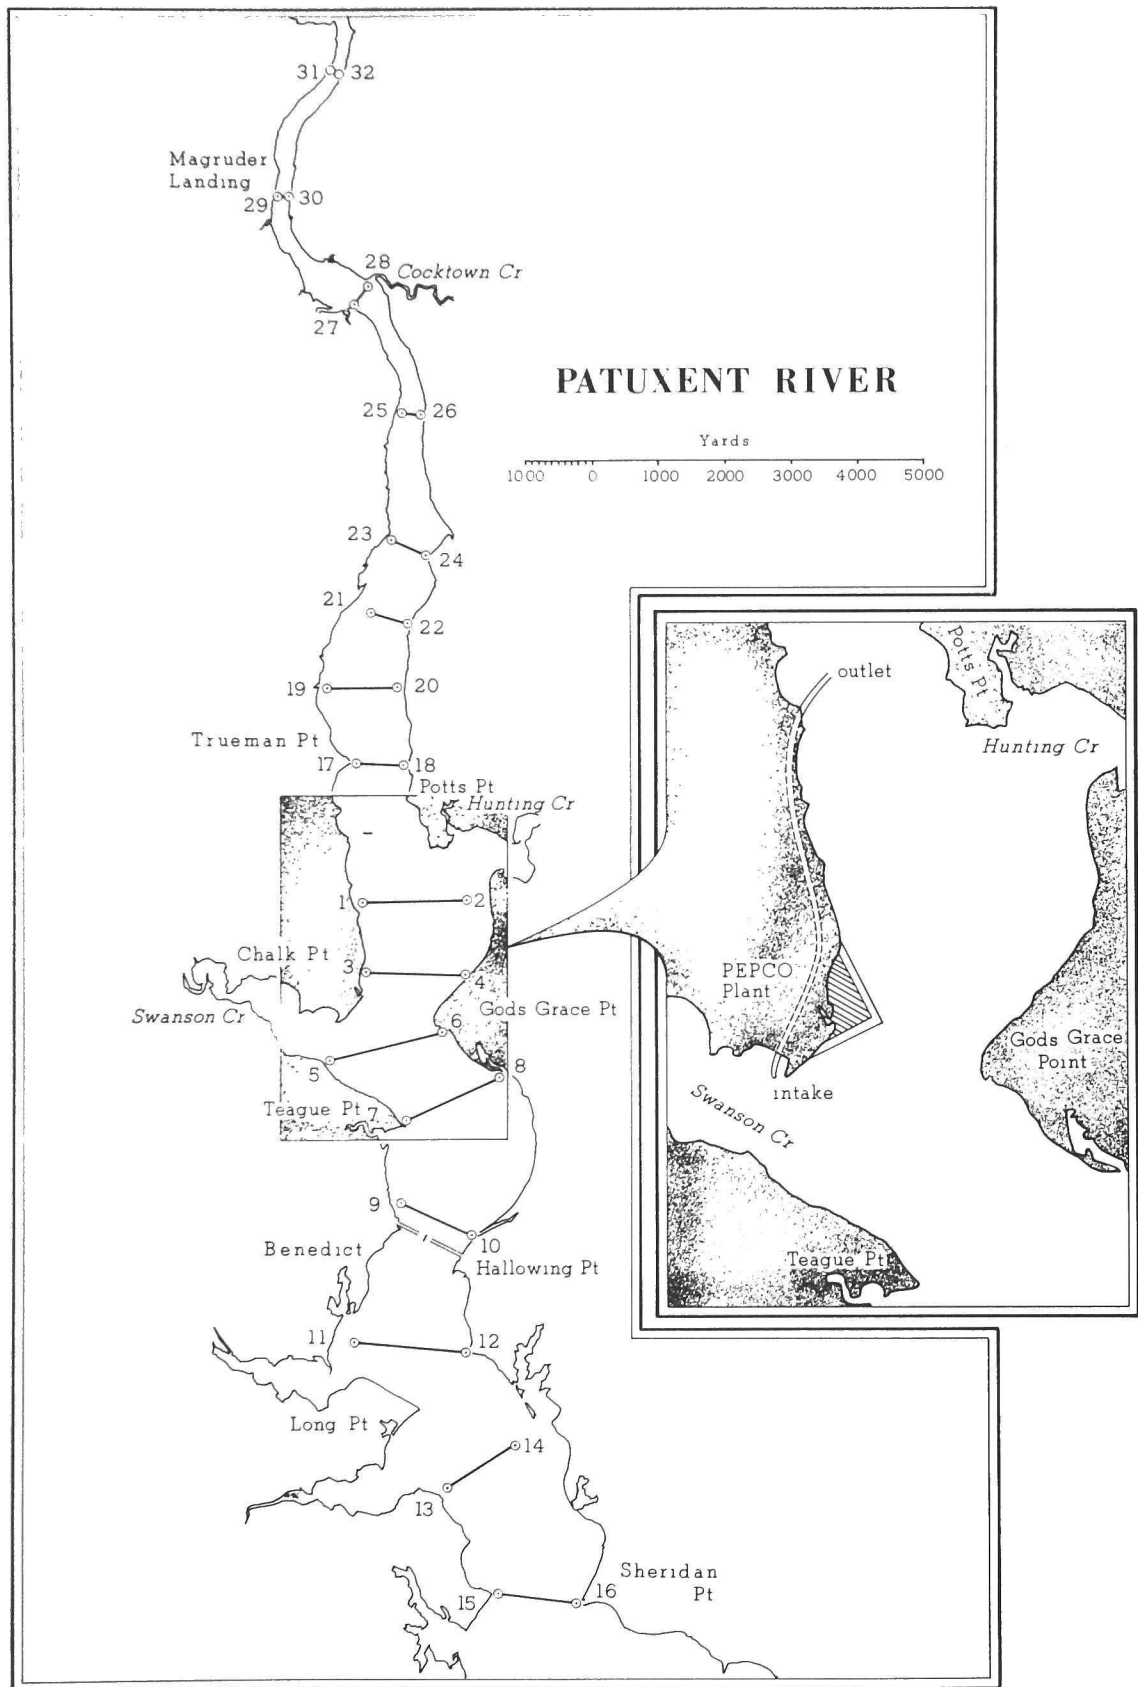 31
32
Magruder
Landing
29
30
28
Cocktown Cr
27
PATUXENT RIVER
25
26
Yards
1000 0 1000 2000 3000 4000 5000
23
24
21
22
19
20
Trueman Pt
17
18
Potts Pt
Hunting Cr
1
2
Chalk Pt
3
4
Swanson Cr
Gods Grace Pt
6
5
8
Teague Pt
7
9
10
Benedict
Hallowing Pt
11
12
Long Pt
14
13
Sheridan
Pt
15
16
outlet
Potts Pt
Hunting Cr
PEPCO
Plant
Gods Grace
Point
intake
Swanson Cr
Teague Pt